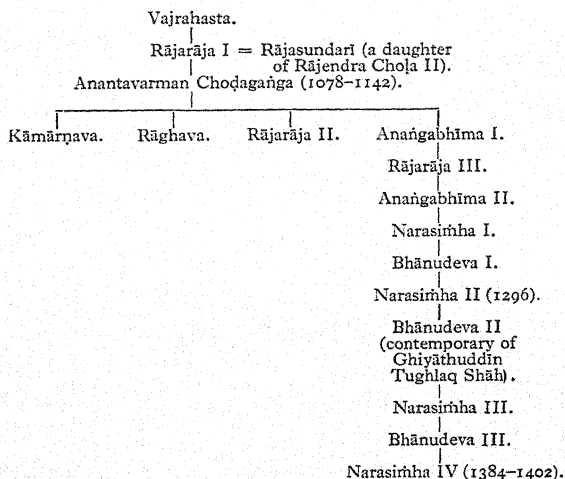 Vajrahasta.
Rājarāja I = Rājasundarī (a daughter
of Rājendra Choḷa II).
Anantavarman Choḍagaṅga (1078–1142).
Kāmārṇava. Rāghava. Rājarāja II. Anaṅgabhīma I.
Rājarāja III.
Anaṅgabhīma II.
Narasiṁha I.
Bhānudeva I.
Narasiṁha II (1296).
Bhānudeva II
(contemporary of
Ghiyāthuddīn
Tughlaq Shāh).
Narasiṁha III.
Bhānudeva III.
Narasiṁha IV (1384–1402).